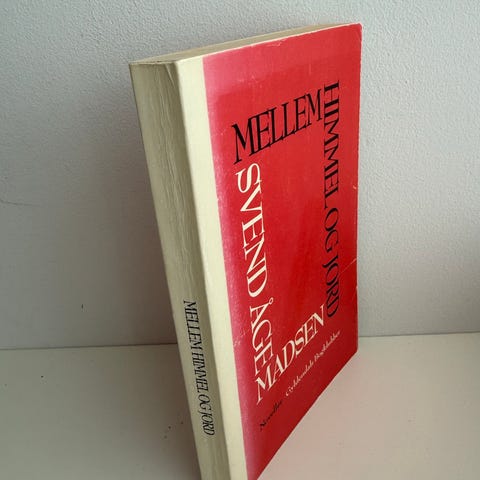 MELLEM
HIMMEL OG JORD
SVEND ÅGE
MADSEN
Noveller Gyldendals Bogklubber
MELLEM HIMMEL OG JORD